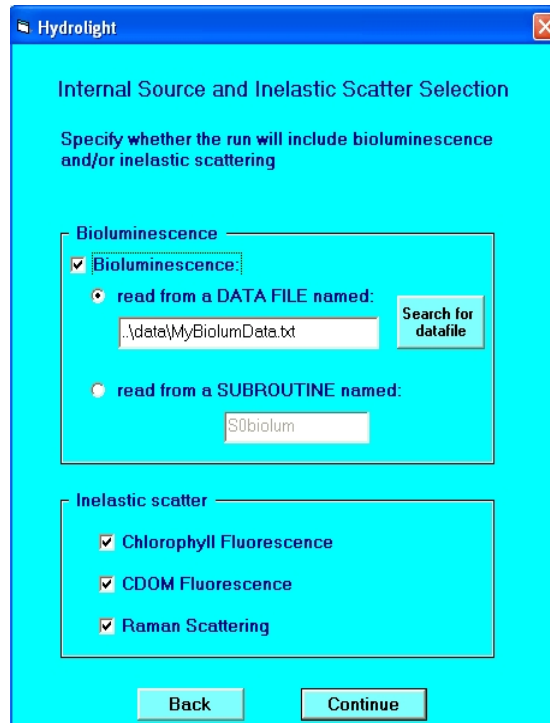 Hydrolight
Internal Source and Inelastic Scatter Selection
Specify whether the run will include bioluminescence
and/or inelastic scattering
Bioluminescence
Bioluminescence:
read from a DATA FILE named:
..\data\MyBiolumData.txt
Search for
datafile
read from a SUBROUTINE named:
S0biolum
Inelastic scatter
Chlorophyll Fluorescence
CDOM Fluorescence
Raman Scattering
Back
Continue